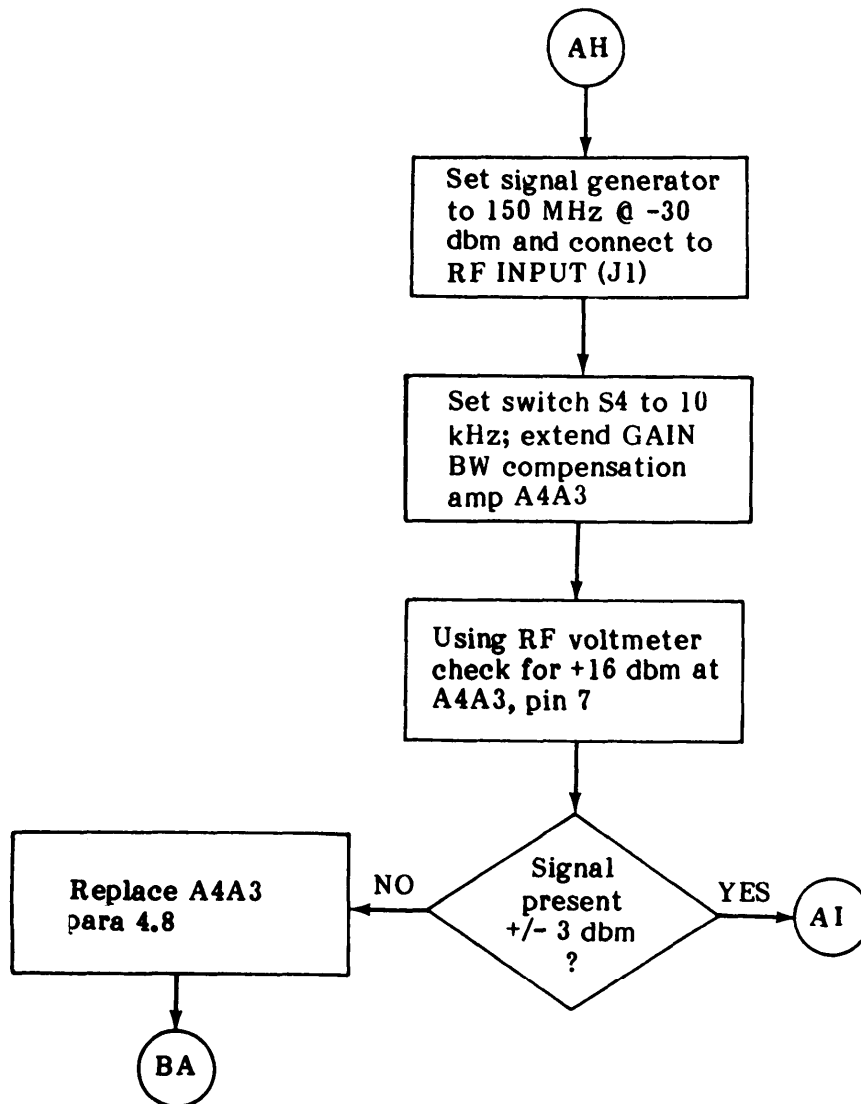 AH
Set signal generator
to 150 MHz @ -30
dbm and connect to
RF INPUT (J1)
Set switch S4 to 10
kHz; extend GAIN
BW compensation
amp A4A3
Using RF voltmeter
check for +16 dbm at
A4A3, pin 7
Signal
present
+/- 3 dbm
?
NO
YES
Replace A4A3
para 4.8
AI
BA